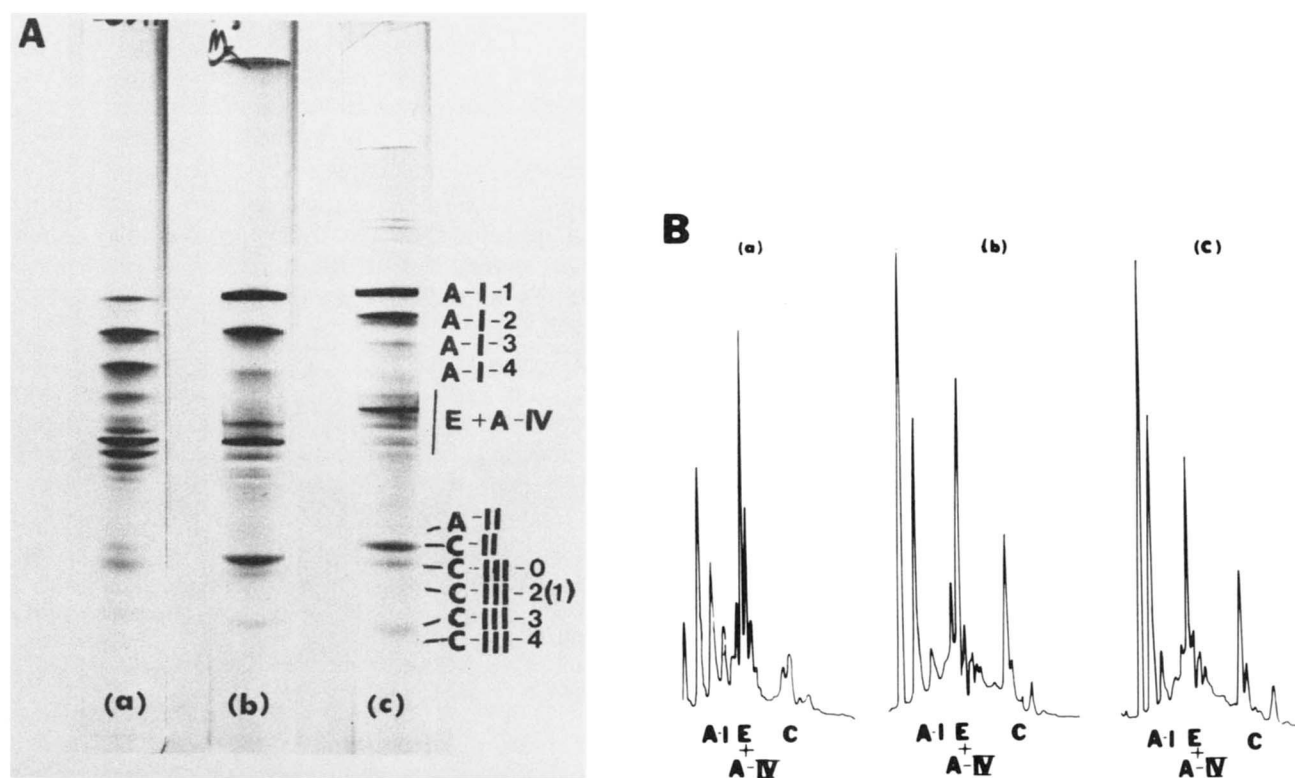 A
A-I-1
A-I-2
A-I-3
A-I-4
E + A-IV
A-II
C-II
C-III-0
C-III-2(1)
C-III-3
C-III-4
(a) (b) (c)
B
(a) (b) (C)
A-I E C
+
A-IV
A-I E C
+
A-IV
A-I E C
+
A-IV